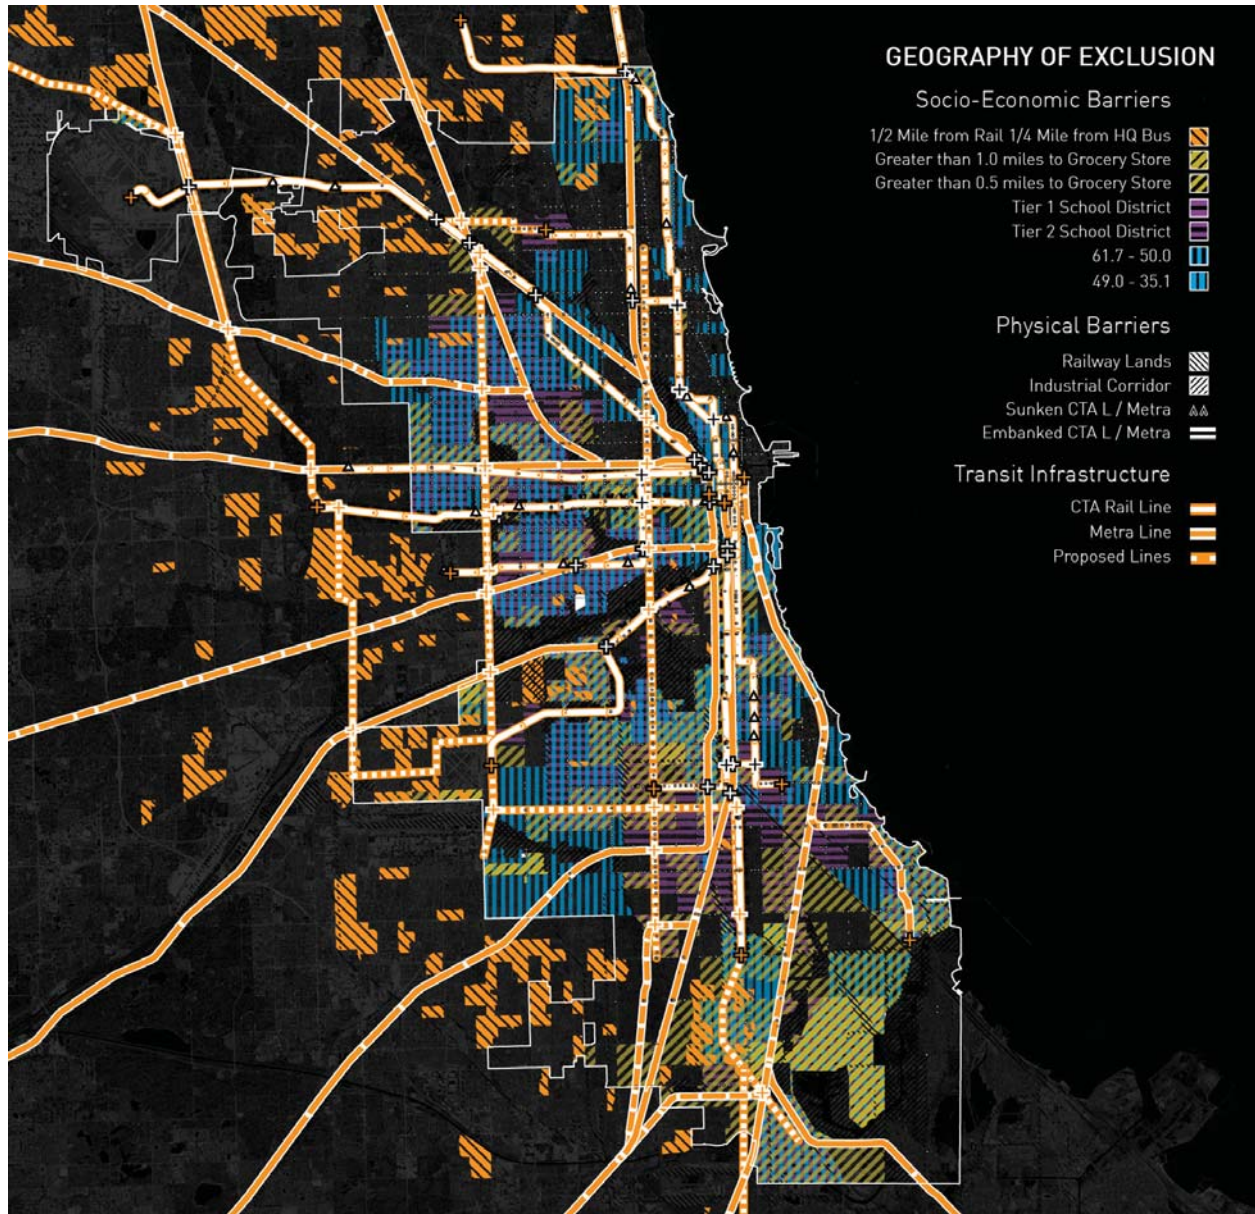 GEOGRAPHY OF EXCLUSION
Socio-Economic Barriers
1/2 Mile from Rail 1/4 Mile from HQ Bus
Greater than 1.0 miles to Grocery Store
Greater than 0.5 miles to Grocery Store
Tier 1 School District
Tier 2 School District
61.7 - 50.0
49.0 - 35.1
Physical Barriers
Railway Lands
Industrial Corridor
Sunken CTA L / Metra
Embanked CTA L / Metra
Transit Infrastructure
CTA Rail Line
Metra Line
Proposed Lines